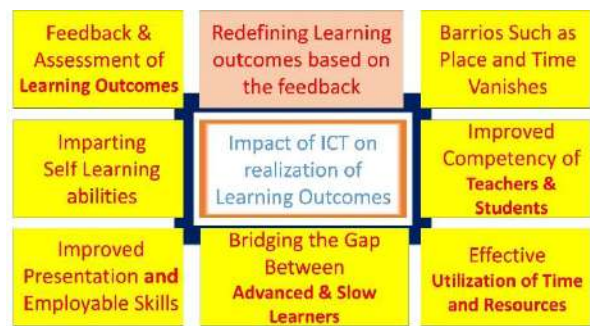 Feedback &
Assessment of
Learning Outcomes
Redefining Learning
outcomes based on
the feedback
Barrios Such as
Place and Time
Vanishes
Imparting
Self Learning
abilities
Impact of ICT on
realization of
Learning Outcomes
Improved
Competency of
Teachers &
Students
Improved
Presentation and
Employable Skills
Bridging the Gap
Between
Advanced & Slow
Learners
Effective
Utilization of Time
and Resources